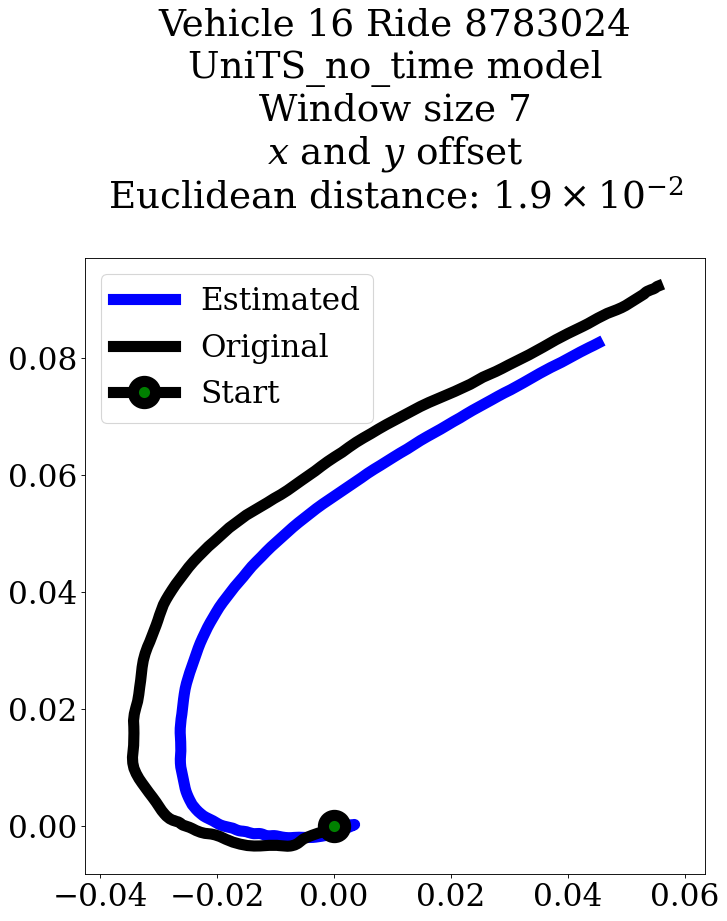 Vehicle 16 Ride 8783024
UniTS_no_time model
Window size 7
x and y offset
Euclidean distance: 1.9 × 10⁻²
Estimated
Original
Start
0.08
0.06
0.04
0.02
0.00
−0.04 −0.02 0.00 0.02 0.04 0.06